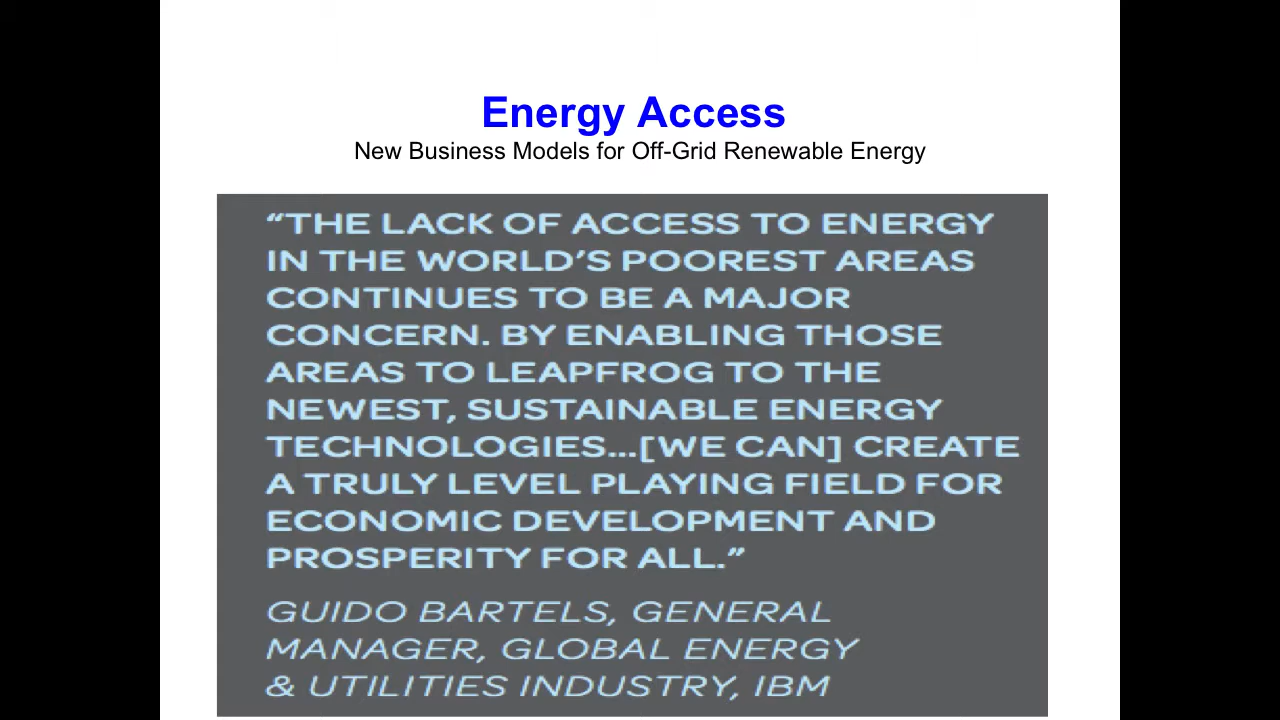 Energy Access
New Business Models for Off-Grid Renewable Energy
“THE LACK OF ACCESS TO ENERGY
IN THE WORLD’S POOREST AREAS
CONTINUES TO BE A MAJOR
CONCERN. BY ENABLING THOSE
AREAS TO LEAPFROG TO THE
NEWEST, SUSTAINABLE ENERGY
TECHNOLOGIES...[WE CAN] CREATE
A TRULY LEVEL PLAYING FIELD FOR
ECONOMIC DEVELOPMENT AND
PROSPERITY FOR ALL.”
GUIDO BARTELS, GENERAL
MANAGER, GLOBAL ENERGY
& UTILITIES INDUSTRY, IBM